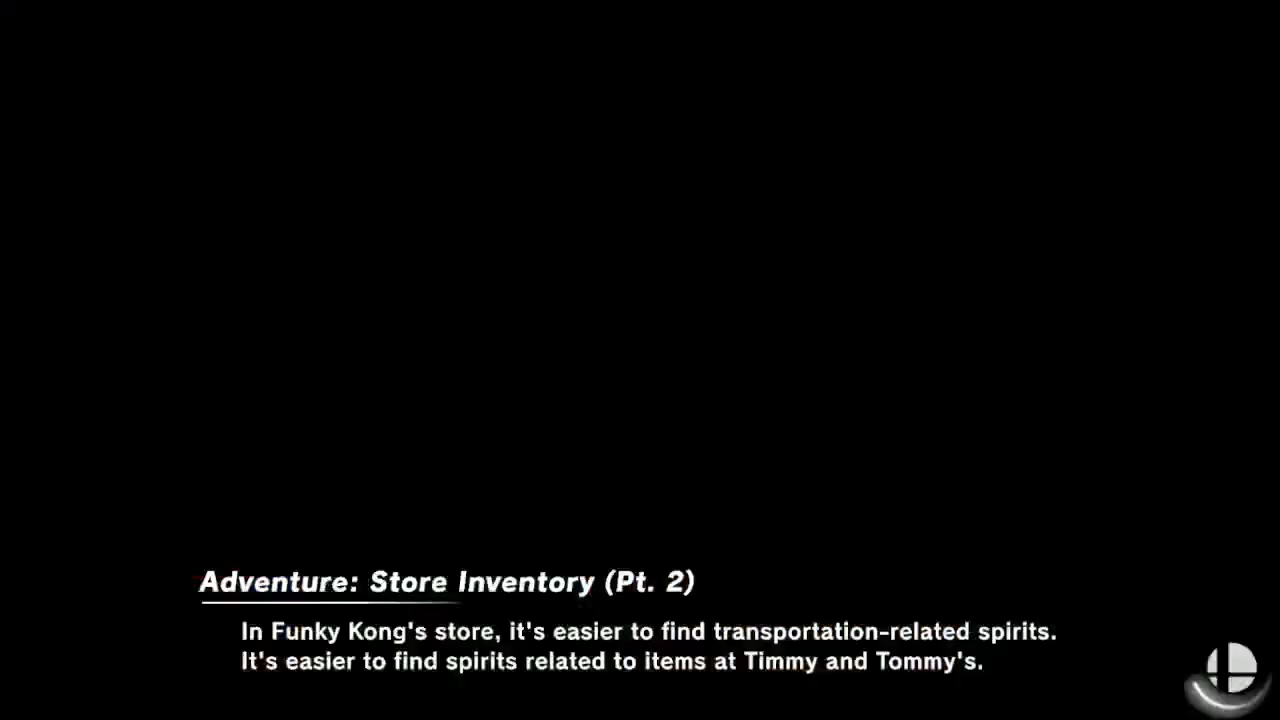 Adventure: Store Inventory (Pt. 2)
In Funky Kong's store, it's easier to find transportation-related spirits.
It's easier to find spirits related to items at Timmy and Tommy's.